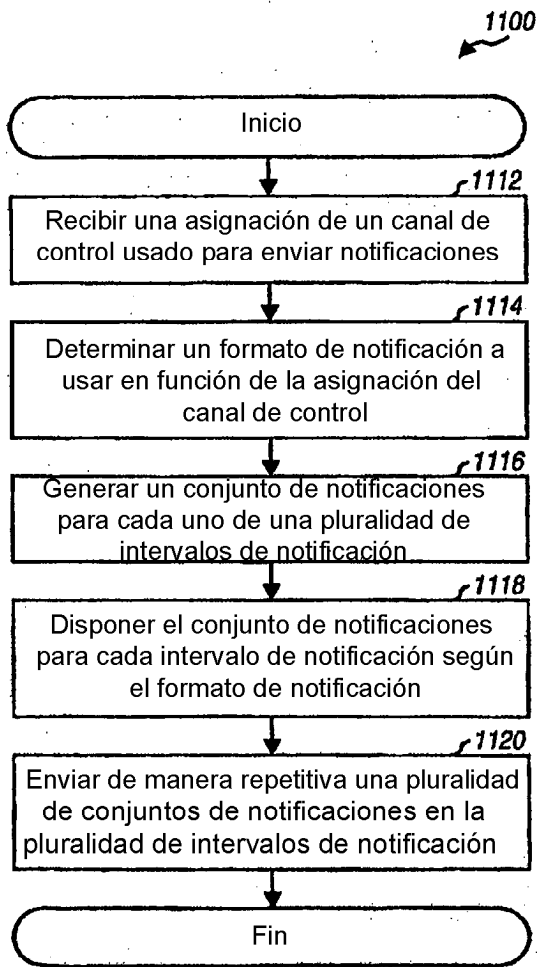 1100
Inicio
1112
Recibir una asignación de un canal de
control usado para enviar notificaciones
1114
Determinar un formato de notificación a
usar en función de la asignación del
canal de control
1116
Generar un conjunto de notificaciones
para cada uno de una pluralidad de
intervalos de notificación
1118
Disponer el conjunto de notificaciones
para cada intervalo de notificación según
el formato de notificación
1120
Enviar de manera repetitiva una pluralidad
de conjuntos de notificaciones en la
pluralidad de intervalos de notificación
Fin